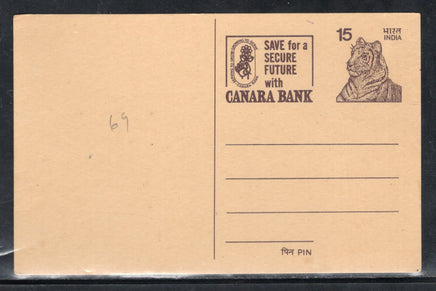 SAVE for a
SECURE
FUTURE
with
CANARA BANK
15
भारत
INDIA
69
पिन PIN